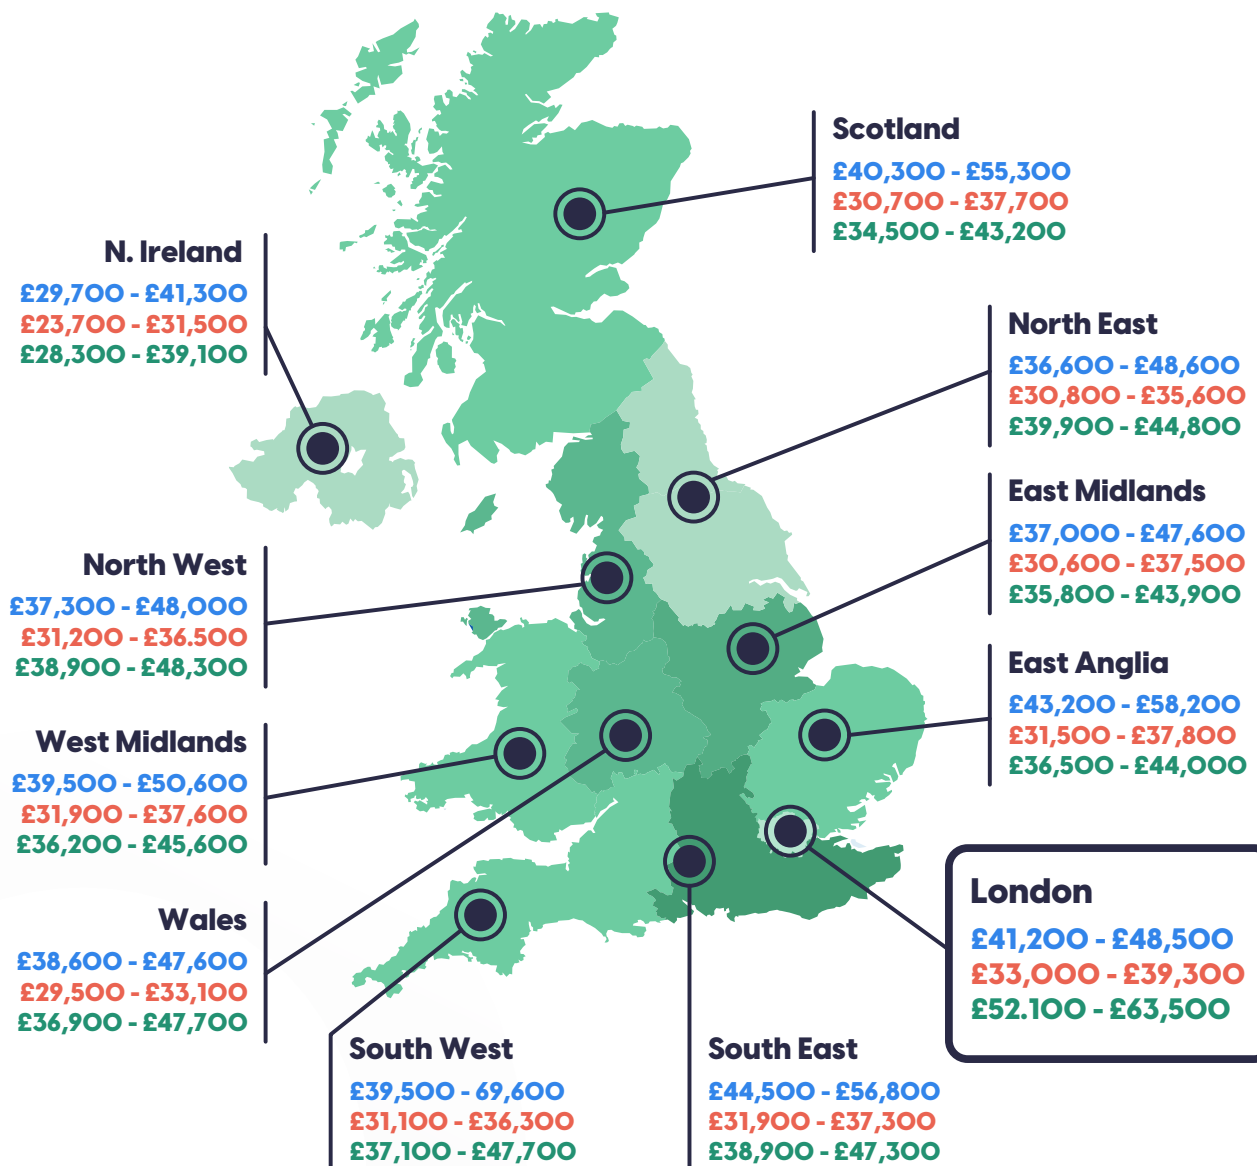 Scotland
£40,300 - £55,300
£30,700 - £37,700
£34,500 - £43,200
N. Ireland
£29,700 - £41,300
£23,700 - £31,500
£28,300 - £39,100
North East
£36,600 - £48,600
£30,800 - £35,600
£39,900 - £44,800
East Midlands
£37,000 - £47,600
£30,600 - £37,500
£35,800 - £43,900
North West
£37,300 - £48,000
£31,200 - £36.500
£38,900 - £48,300
East Anglia
£43,200 - £58,200
£31,500 - £37,800
£36,500 - £44,000
West Midlands
£39,500 - £50,600
£31,900 - £37,600
£36,200 - £45,600
London
£41,200 - £48,500
£33,000 - £39,300
£52.100 - £63,500
Wales
£38,600 - £47,600
£29,500 - £33,100
£36,900 - £47,700
South West
£39,500 - 69,600
£31,100 - £36,300
£37,100 - £47,700
South East
£44,500 - £56,800
£31,900 - £37,300
£38,900 - £47,300